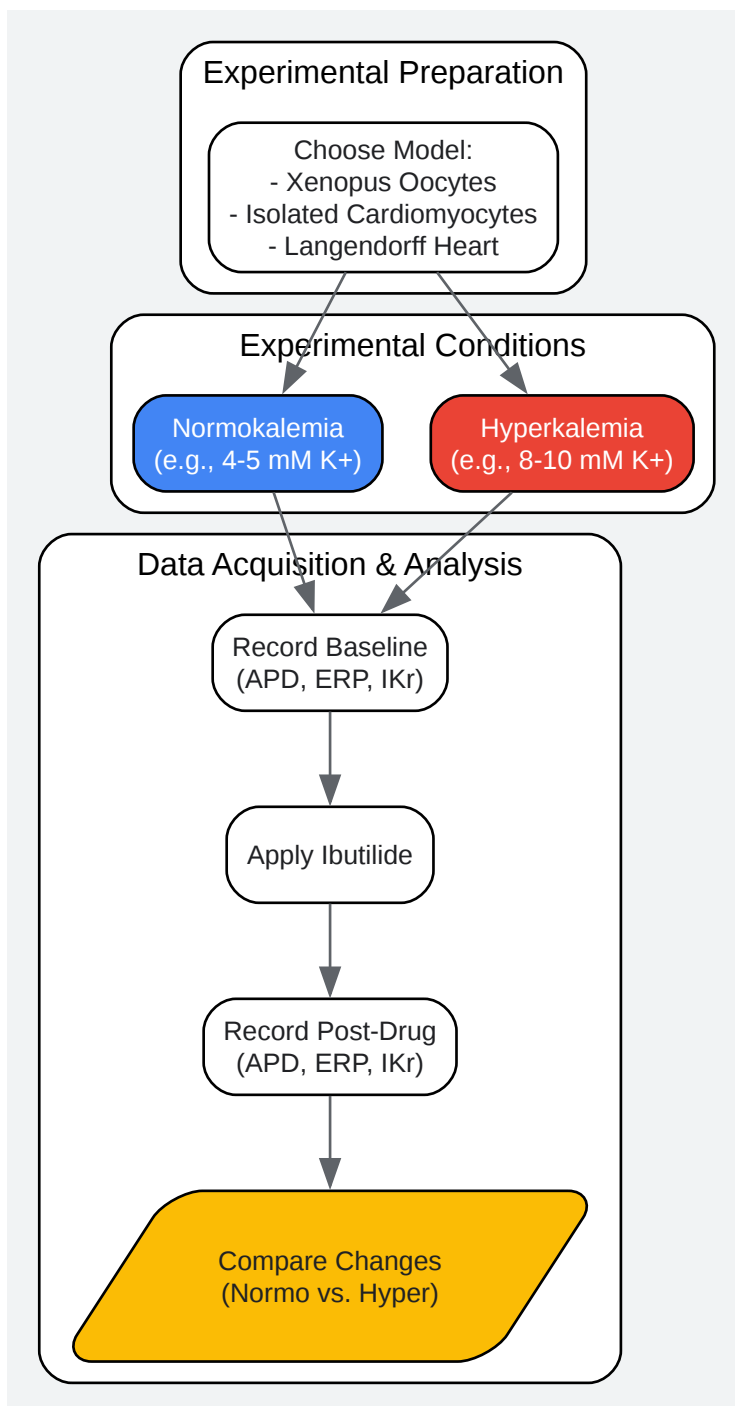 Experimental Preparation
Choose Model:
- Xenopus Oocytes
- Isolated Cardiomyocytes
- Langendorff Heart
Experimental Conditions
Normokalemia
(e.g., 4-5 mM K+)
Hyperkalemia
(e.g., 8-10 mM K+)
Data Acquisition & Analysis
Record Baseline
(APD, ERP, IKr)
Apply Ibutilide
Record Post-Drug
(APD, ERP, IKr)
Compare Changes
(Normo vs. Hyper)